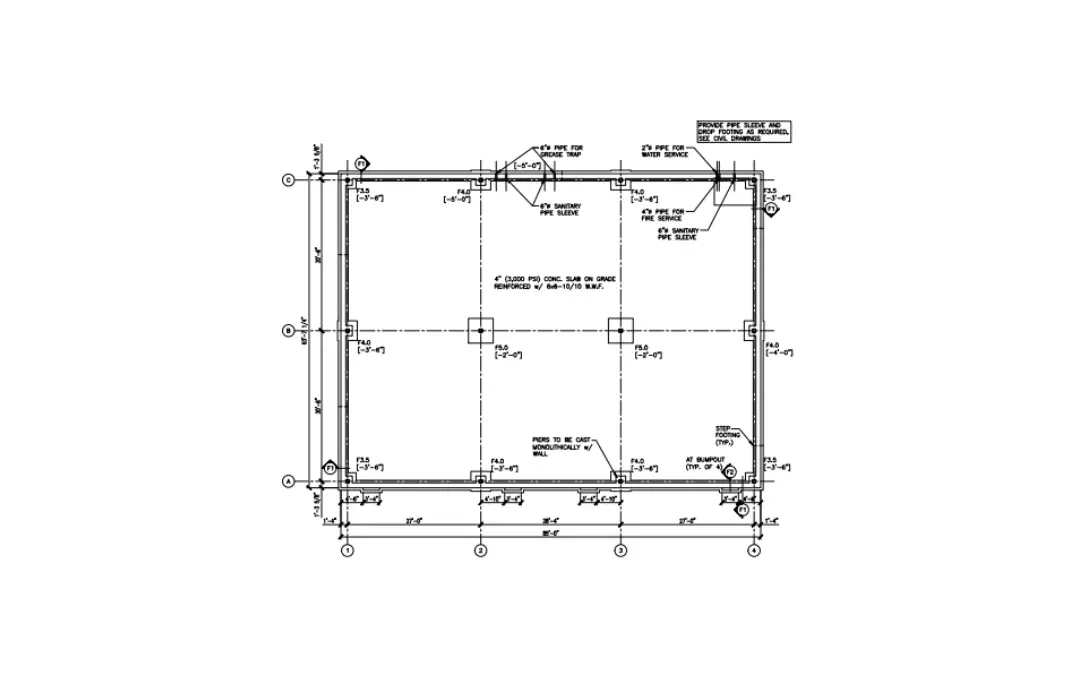 PROVIDE PIPE SLEEVE AND
DROP FOOTING AS REQUIRED,
SEE CIVIL DRAWINGS
6"ø PIPE FOR
GREASE TRAP
[-5'-0"]
2"ø PIPE FOR
WATER SERVICE
1'-3 5/8"
F1
C
F3.5
[-3'-6"]
F4.0
[-5'-0"]
6"ø SANITARY
PIPE SLEEVE
F4.0
[-3'-6"]
4"ø PIPE FOR
FIRE SERVICE
6"ø SANITARY
PIPE SLEEVE
F3.5
[-3'-6"]
F1
30'-6"
4" (3,000 PSI) CONC. SLAB ON GRADE
REINFORCED w/ 6x6-10/10 W.W.F.
B
63'-7 1/4"
F4.0
[-3'-6"]
F5.0
[-2'-0"]
F5.0
[-2'-0"]
F4.0
[-4'-0"]
30'-6"
PIERS TO BE CAST
MONOLITHICALLY w/
WALL
STEP
FOOTING
(TYP.)
F1
F3.5
[-3'-6"]
F4.0
[-3'-6"]
F4.0
[-3'-6"]
AT BUMPOUT
(TYP. OF 4)
F2
F3.5
[-3'-6"]
A
1'-3 5/8"
4'-6" 3'-4" 4'-10" 3'-4" 3'-4" 4'-10" 3'-4" 4'-6"
F1
1'-4" 27'-0" 28'-4" 27'-0" 1'-4"
85'-0"
1 2 3 4